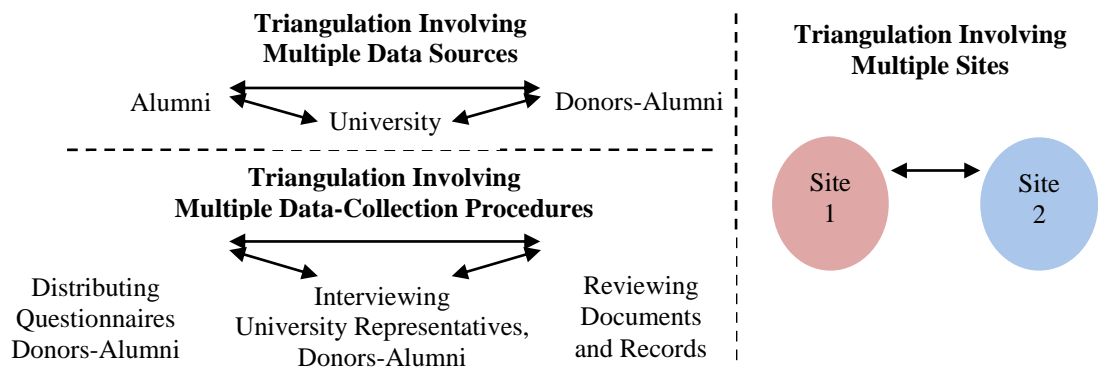 Triangulation Involving
Multiple Data Sources
Alumni
Donors-Alumni
University
Triangulation Involving
Multiple Data-Collection Procedures
Distributing
Questionnaires
Donors-Alumni
Interviewing
University Representatives,
Donors-Alumni
Reviewing
Documents
and Records
Triangulation Involving
Multiple Sites
Site
1
Site
2